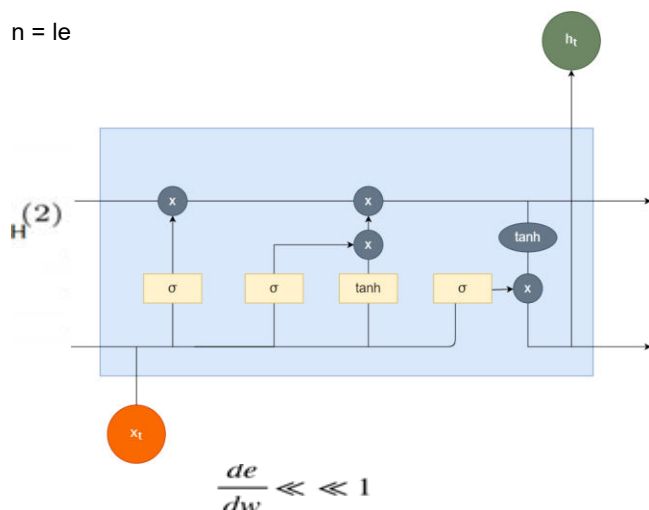 n = le
h_t
x x
(2)
H
x tanh
σ σ tanh σ x
x_t
de
dw ≪ ≪ 1